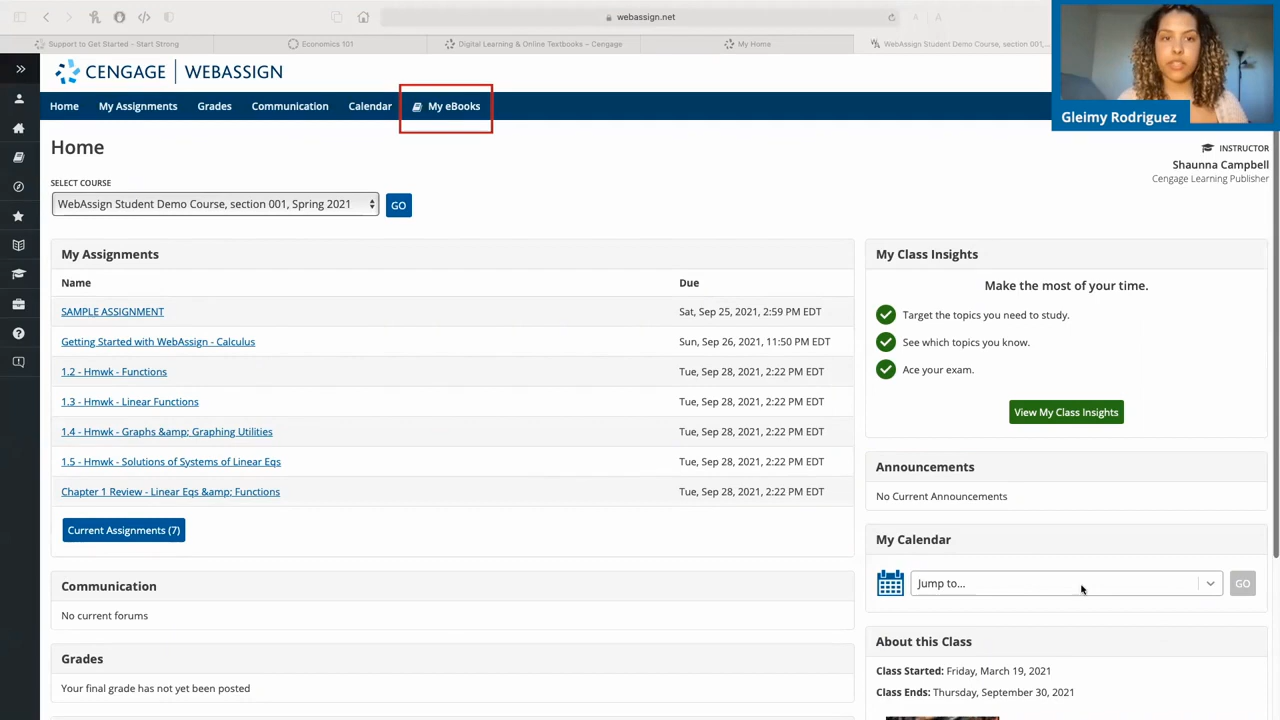 webassign.net
Support to Get Started - Start Strong
Economics 101
Digital Learning & Online Textbooks – Cengage
My Home
WebAssign Student Demo Course, section 001,...
CENGAGE | WEBASSIGN
Home
My Assignments
Grades
Communication
Calendar
My eBooks
Gleimy Rodriguez
Home
INSTRUCTOR
Shaunna Campbell
Cengage Learning Publisher
SELECT COURSE
WebAssign Student Demo Course, section 001, Spring 2021
GO
My Assignments
Name Due
SAMPLE ASSIGNMENT Sat, Sep 25, 2021, 2:59 PM EDT
Getting Started with WebAssign - Calculus Sun, Sep 26, 2021, 11:50 PM EDT
1.2 - Hmwk - Functions Tue, Sep 28, 2021, 2:22 PM EDT
1.3 - Hmwk - Linear Functions Tue, Sep 28, 2021, 2:22 PM EDT
1.4 - Hmwk - Graphs &amp; Graphing Utilities Tue, Sep 28, 2021, 2:22 PM EDT
1.5 - Hmwk - Solutions of Systems of Linear Eqs Tue, Sep 28, 2021, 2:22 PM EDT
Chapter 1 Review - Linear Eqs &amp; Functions Tue, Sep 28, 2021, 2:22 PM EDT
Current Assignments (7)
Communication
No current forums
Grades
Your final grade has not yet been posted
My Class Insights
Make the most of your time.
Target the topics you need to study.
See which topics you know.
Ace your exam.
View My Class Insights
Announcements
No Current Announcements
My Calendar
Jump to...
GO
About this Class
Class Started: Friday, March 19, 2021
Class Ends: Thursday, September 30, 2021